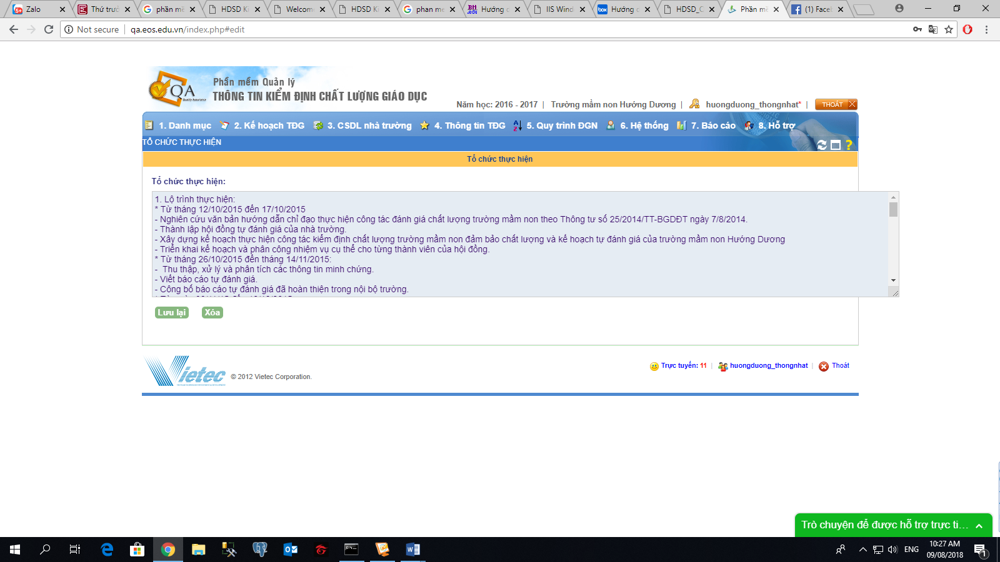 Zalo
Thứ trướ
phần mề
HDSD Ki
Welcome
HDSD Ki
phan me
Hướng d
IIS Wind
Hướng d
HDSD_C
Phần mề
(1) Faceb
Not secure | qa.eos.edu.vn/index.php#edit
QA
Quality Assurance
Phần mềm Quản lý
THÔNG TIN KIỂM ĐỊNH CHẤT LƯỢNG GIÁO DỤC
Năm học: 2016 - 2017 | Trường mầm non Hướng Dương | huongduong_thongnhat* | THOÁT
1. Danh mục 2. Kế hoạch TĐG 3. CSDL nhà trường 4. Thông tin TĐG 5. Quy trình ĐGN 6. Hệ thống 7. Báo cáo 8. Hỗ trợ
TỔ CHỨC THỰC HIỆN
Tổ chức thực hiện
Tổ chức thực hiện:
1. Lộ trình thực hiện:
* Từ tháng 12/10/2015 đến 17/10/2015
- Nghiên cứu văn bản hướng dẫn chỉ đạo thực hiện công tác đánh giá chất lượng trường mầm non theo Thông tư số 25/2014/TT-BGDĐT ngày 7/8/2014.
- Thành lập hội đồng tự đánh giá của nhà trường.
- Xây dựng kế hoạch thực hiện công tác kiểm định chất lượng trường mầm non đảm bảo chất lượng và kế hoạch tự đánh giá của trường mầm non Hướng Dương
- Triển khai kế hoạch và phân công nhiệm vụ cụ thể cho từng thành viên của hội đồng.
* Từ tháng 26/10/2015 đến tháng 14/11/2015:
- Thu thập, xử lý và phân tích các thông tin minh chứng.
- Viết báo cáo tự đánh giá.
- Công bố báo cáo tự đánh giá đã hoàn thiện trong nội bộ trường.
Lưu lại Xóa
Vietec © 2012 Vietec Corporation.
Trực tuyến: 11 | huongduong_thongnhat | Thoát
Trò chuyện để được hỗ trợ trực ti...
ENG
10:27 AM
09/08/2018
1